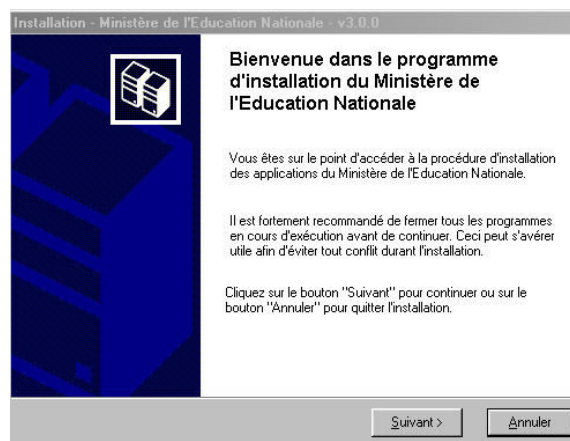 Installation - Ministère de l'Education Nationale - v3.0.0
Bienvenue dans le programme
d'installation du Ministère de
l'Education Nationale
Vous êtes sur le point d'accéder à la procédure d'installation
des applications du Ministère de l'Education Nationale.
Il est fortement recommandé de fermer tous les programmes
en cours d'exécution avant de continuer. Ceci peut s'avérer
utile afin d'éviter tout conflit durant l'installation.
Cliquez sur le bouton "Suivant" pour continuer ou sur le
bouton "Annuler" pour quitter l'installation.
Suivant >
Annuler